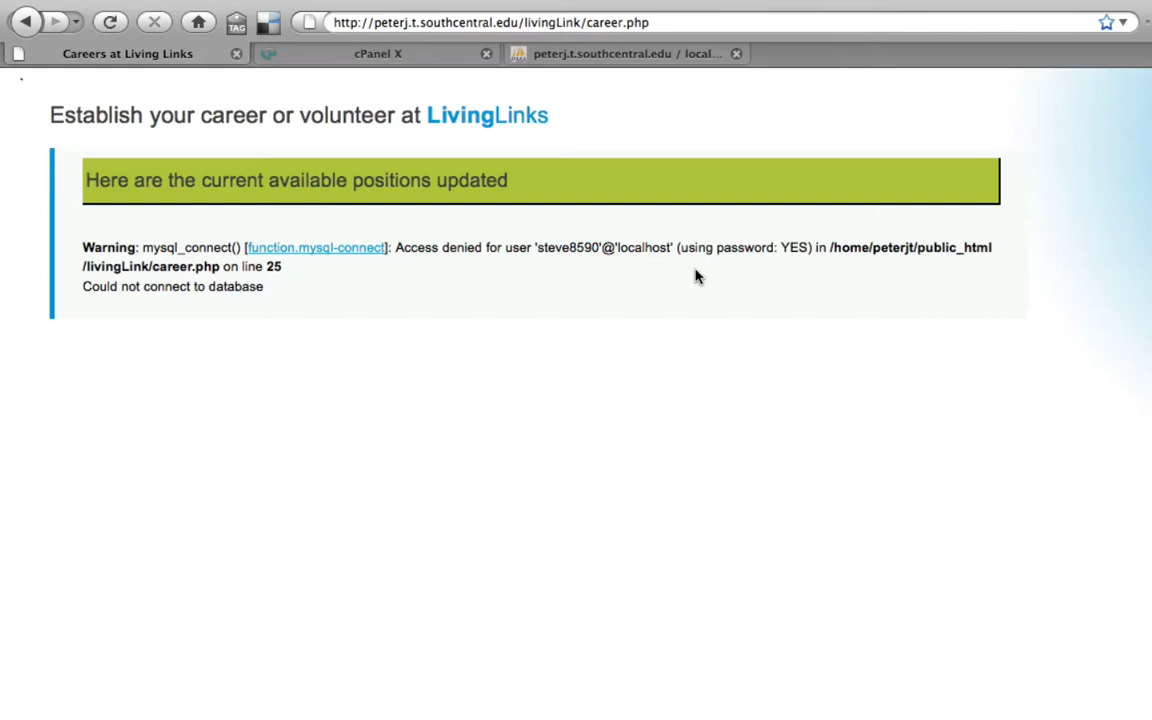 TAG
http://peterj.t.southcentral.edu/livingLink/career.php
Careers at Living Links
cPanel X
peterj.t.southcentral.edu / local...
Establish your career or volunteer at LivingLinks
Here are the current available positions updated
Warning: mysql_connect() [function.mysql-connect]: Access denied for user 'steve8590'@'localhost' (using password: YES) in /home/peterjt/public_html
/livingLink/career.php on line 25
Could not connect to database